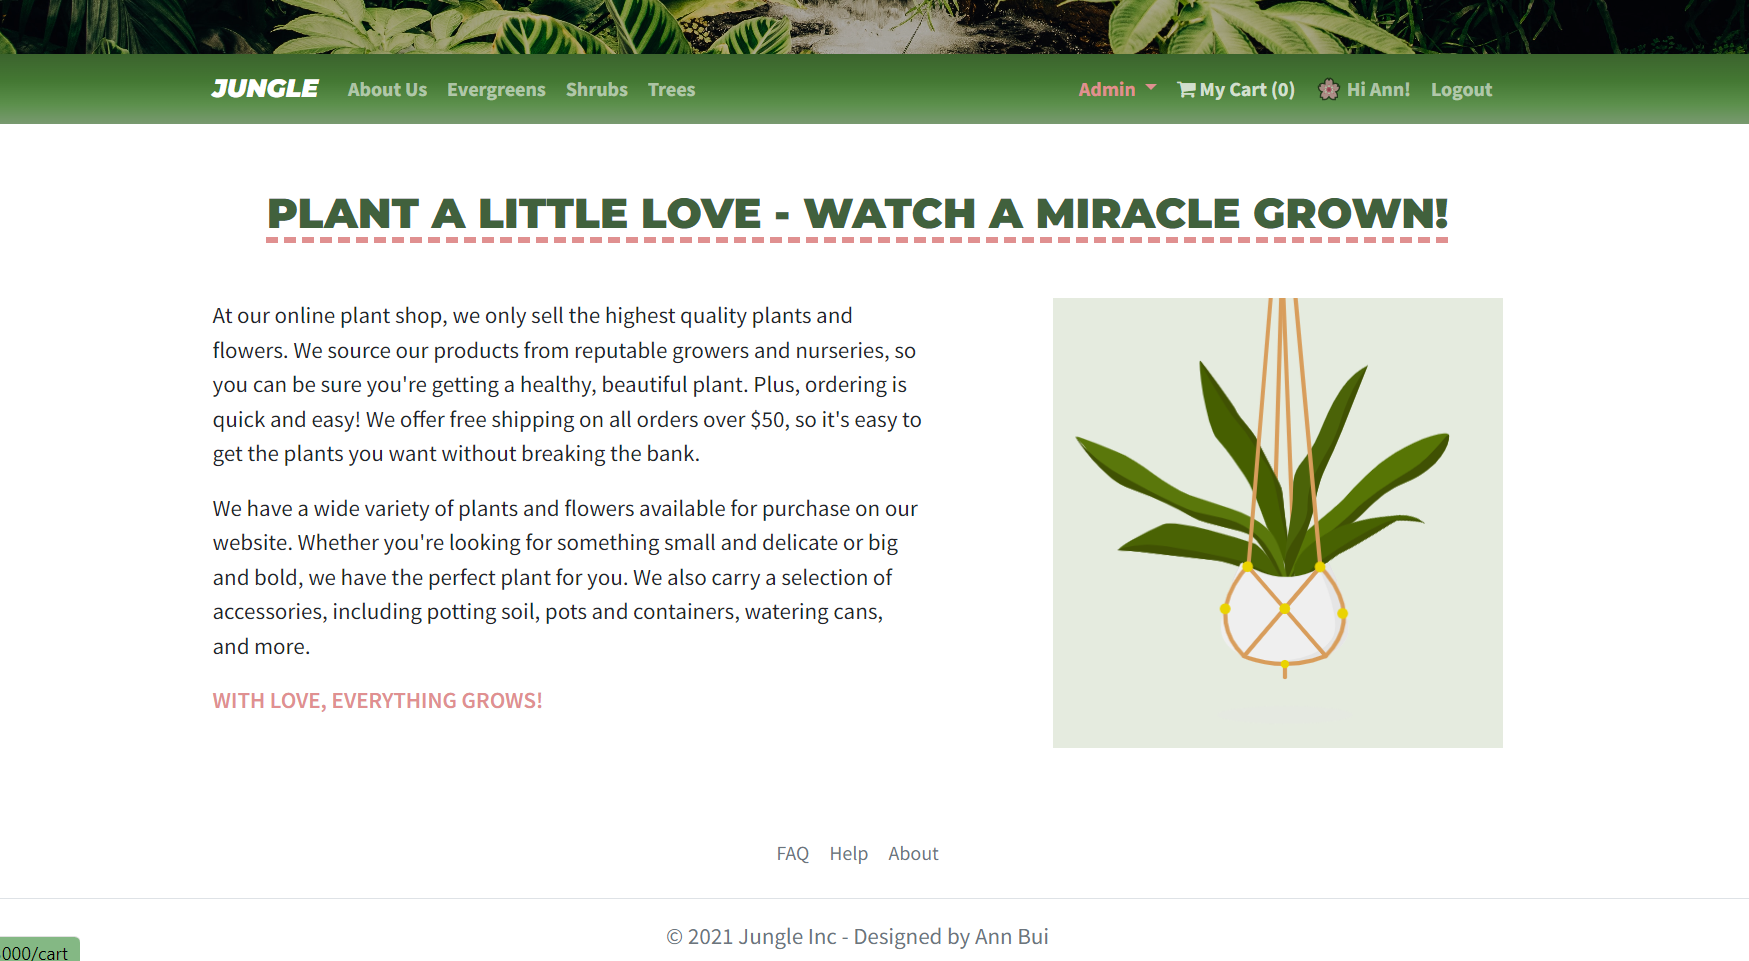 JUNGLE About Us Evergreens Shrubs Trees Admin My Cart (0) Hi Ann! Logout
PLANT A LITTLE LOVE - WATCH A MIRACLE GROWN!
At our online plant shop, we only sell the highest quality plants and
flowers. We source our products from reputable growers and nurseries, so
you can be sure you're getting a healthy, beautiful plant. Plus, ordering is
quick and easy! We offer free shipping on all orders over $50, so it's easy to
get the plants you want without breaking the bank.
We have a wide variety of plants and flowers available for purchase on our
website. Whether you're looking for something small and delicate or big
and bold, we have the perfect plant for you. We also carry a selection of
accessories, including potting soil, pots and containers, watering cans,
and more.
WITH LOVE, EVERYTHING GROWS!
FAQ Help About
© 2021 Jungle Inc - Designed by Ann Bui
000/cart